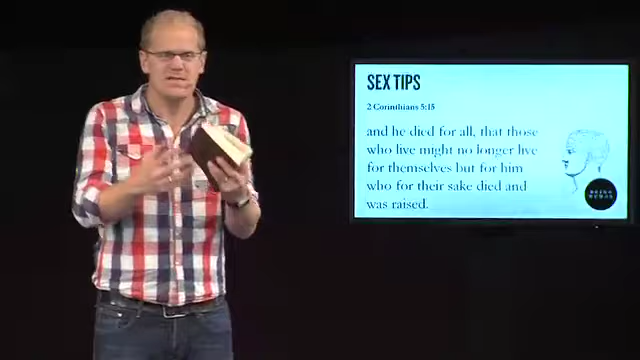 SEX TIPS
2 Corinthians 5:15
and he died for all, that those
who live might no longer live
for themselves but for him
who for their sake died and
was raised.
BEING
HUMAN